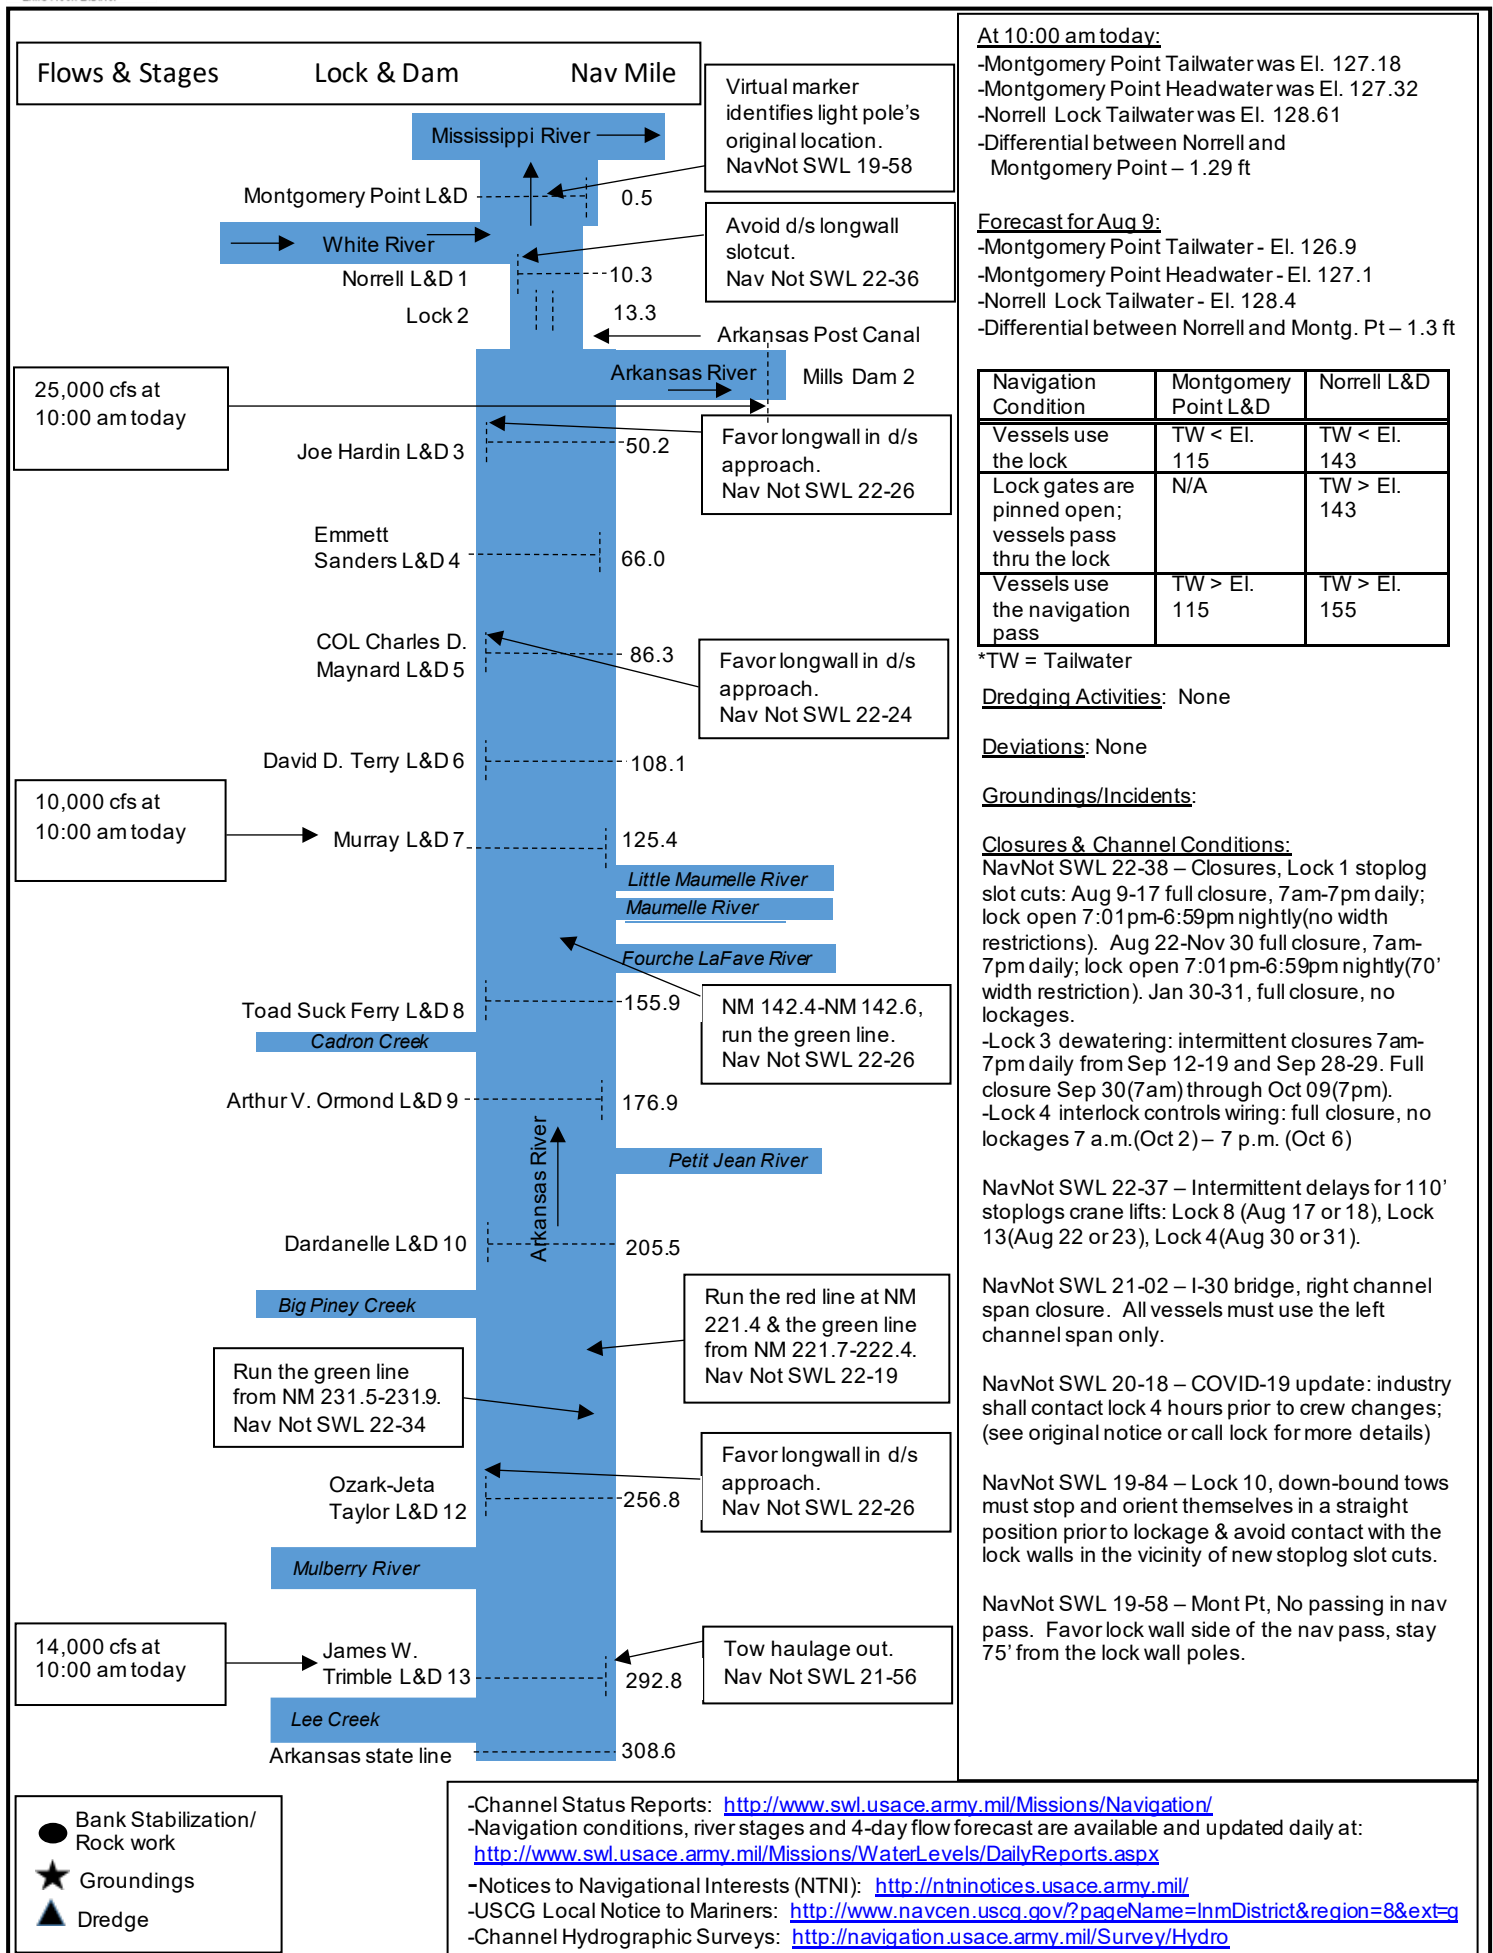 Flows & Stages Lock & Dam Nav Mile
Virtual marker
identifies light pole's
original location.
NavNot SWL 19-58
Mississippi River
Montgomery Point L&D
0.5
White River
Avoid d/s longwall
slotcut.
Nav Not SWL 22-36
Norrell L&D 1
10.3
Lock 2
13.3
Arkansas Post Canal
Arkansas River
Mills Dam 2
25,000 cfs at
10:00 am today
Joe Hardin L&D 3
50.2
Favor longwall in d/s
approach.
Nav Not SWL 22-26
Emmett
Sanders L&D 4
66.0
COL Charles D.
Maynard L&D 5
86.3
Favor longwall in d/s
approach.
Nav Not SWL 22-24
David D. Terry L&D 6
108.1
10,000 cfs at
10:00 am today
Murray L&D 7
125.4
Little Maumelle River
Maumelle River
Fourche LaFave River
Toad Suck Ferry L&D 8
155.9
NM 142.4-NM 142.6,
run the green line.
Nav Not SWL 22-26
Cadron Creek
Arthur V. Ormond L&D 9
176.9
Arkansas River
Petit Jean River
Dardanelle L&D 10
205.5
Big Piney Creek
Run the red line at NM
221.4 & the green line
from NM 221.7-222.4.
Nav Not SWL 22-19
Run the green line
from NM 231.5-231.9.
Nav Not SWL 22-34
Favor longwall in d/s
approach.
Nav Not SWL 22-26
Ozark-Jeta
Taylor L&D 12
256.8
Mulberry River
14,000 cfs at
10:00 am today
James W.
Trimble L&D 13
292.8
Tow haulage out.
Nav Not SWL 21-56
Lee Creek
Arkansas state line
308.6
At 10:00 am today:
-Montgomery Point Tailwater was El. 127.18
-Montgomery Point Headwater was El. 127.32
-Norrell Lock Tailwater was El. 128.61
-Differential between Norrell and
Montgomery Point – 1.29 ft
Forecast for Aug 9:
-Montgomery Point Tailwater - El. 126.9
-Montgomery Point Headwater - El. 127.1
-Norrell Lock Tailwater - El. 128.4
-Differential between Norrell and Montg. Pt – 1.3 ft
Navigation Montgomery Norrell L&D
Condition Point L&D
Vessels use TW < El. TW < El.
the lock 115 143
Lock gates are N/A TW > El.
pinned open; 143
vessels pass
thru the lock
Vessels use TW > El. TW > El.
the navigation 115 155
pass
*TW = Tailwater
Dredging Activities: None
Deviations: None
Groundings/Incidents:
Closures & Channel Conditions:
NavNot SWL 22-38 – Closures, Lock 1 stoplog
slot cuts: Aug 9-17 full closure, 7am-7pm daily;
lock open 7:01pm-6:59pm nightly(no width
restrictions). Aug 22-Nov 30 full closure, 7am-
7pm daily; lock open 7:01pm-6:59pm nightly(70'
width restriction). Jan 30-31, full closure, no
lockages.
-Lock 3 dewatering: intermittent closures 7am-
7pm daily from Sep 12-19 and Sep 28-29. Full
closure Sep 30(7am) through Oct 09(7pm).
-Lock 4 interlock controls wiring: full closure, no
lockages 7 a.m.(Oct 2) – 7 p.m. (Oct 6)
NavNot SWL 22-37 – Intermittent delays for 110'
stoplogs crane lifts: Lock 8 (Aug 17 or 18), Lock
13(Aug 22 or 23), Lock 4(Aug 30 or 31).
NavNot SWL 21-02 – I-30 bridge, right channel
span closure. All vessels must use the left
channel span only.
NavNot SWL 20-18 – COVID-19 update: industry
shall contact lock 4 hours prior to crew changes;
(see original notice or call lock for more details)
NavNot SWL 19-84 – Lock 10, down-bound tows
must stop and orient themselves in a straight
position prior to lockage & avoid contact with the
lock walls in the vicinity of new stoplog slot cuts.
NavNot SWL 19-58 – Mont Pt, No passing in nav
pass. Favor lock wall side of the nav pass, stay
75' from the lock wall poles.
Bank Stabilization/
Rock work
Groundings
Dredge
-Channel Status Reports: http://www.swl.usace.army.mil/Missions/Navigation/
-Navigation conditions, river stages and 4-day flow forecast are available and updated daily at:
http://www.swl.usace.army.mil/Missions/WaterLevels/DailyReports.aspx
-Notices to Navigational Interests (NTNI): http://ntninotices.usace.army.mil/
-USCG Local Notice to Mariners: http://www.navcen.uscg.gov/?pageName=lnmDistrict&region=8&ext=g
-Channel Hydrographic Surveys: http://navigation.usace.army.mil/Survey/Hydro